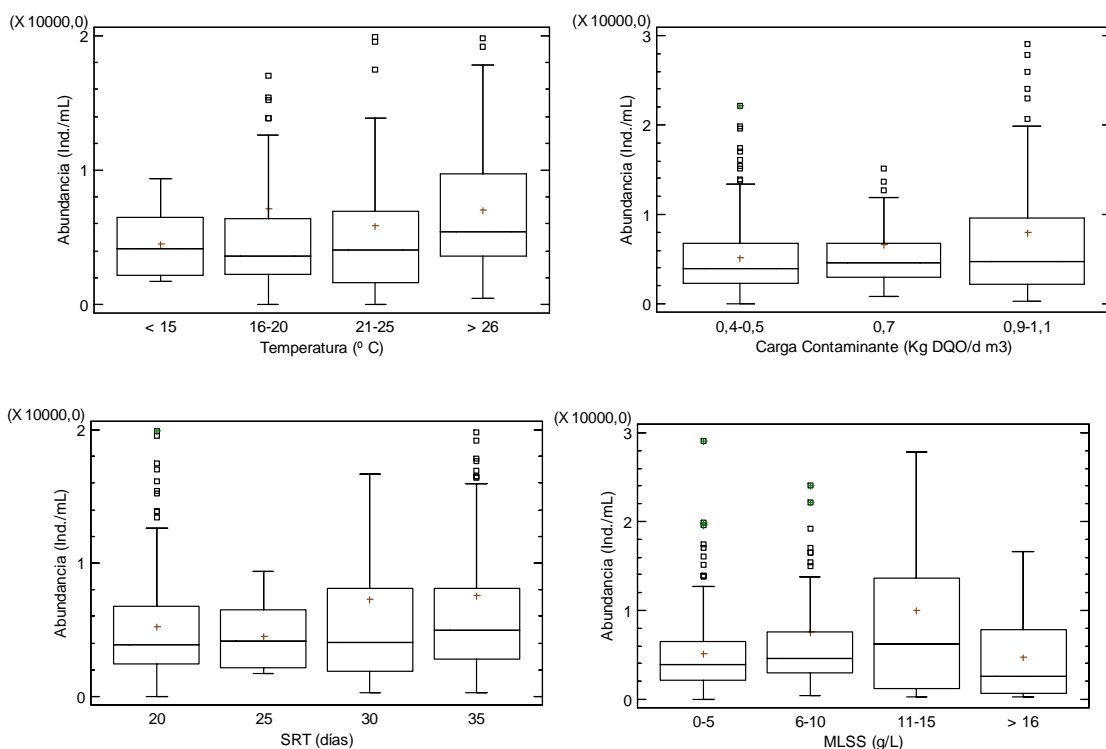 (X 10000,0)
2
1
0
Abundancia (Ind./mL)
< 15 16-20 21-25 > 26
Temperatura (º C)
(X 10000,0)
3
2
1
0
Abundancia (Ind./mL)
0,4-0,5 0,7 0,9-1,1
Carga Contaminante (Kg DQO/d m3)
(X 10000,0)
2
1
0
Abundancia (Ind./mL)
20 25 30 35
SRT (días)
(X 10000,0)
3
2
1
0
Abundancia (Ind./mL)
0-5 6-10 11-15 > 16
MLSS (g/L)